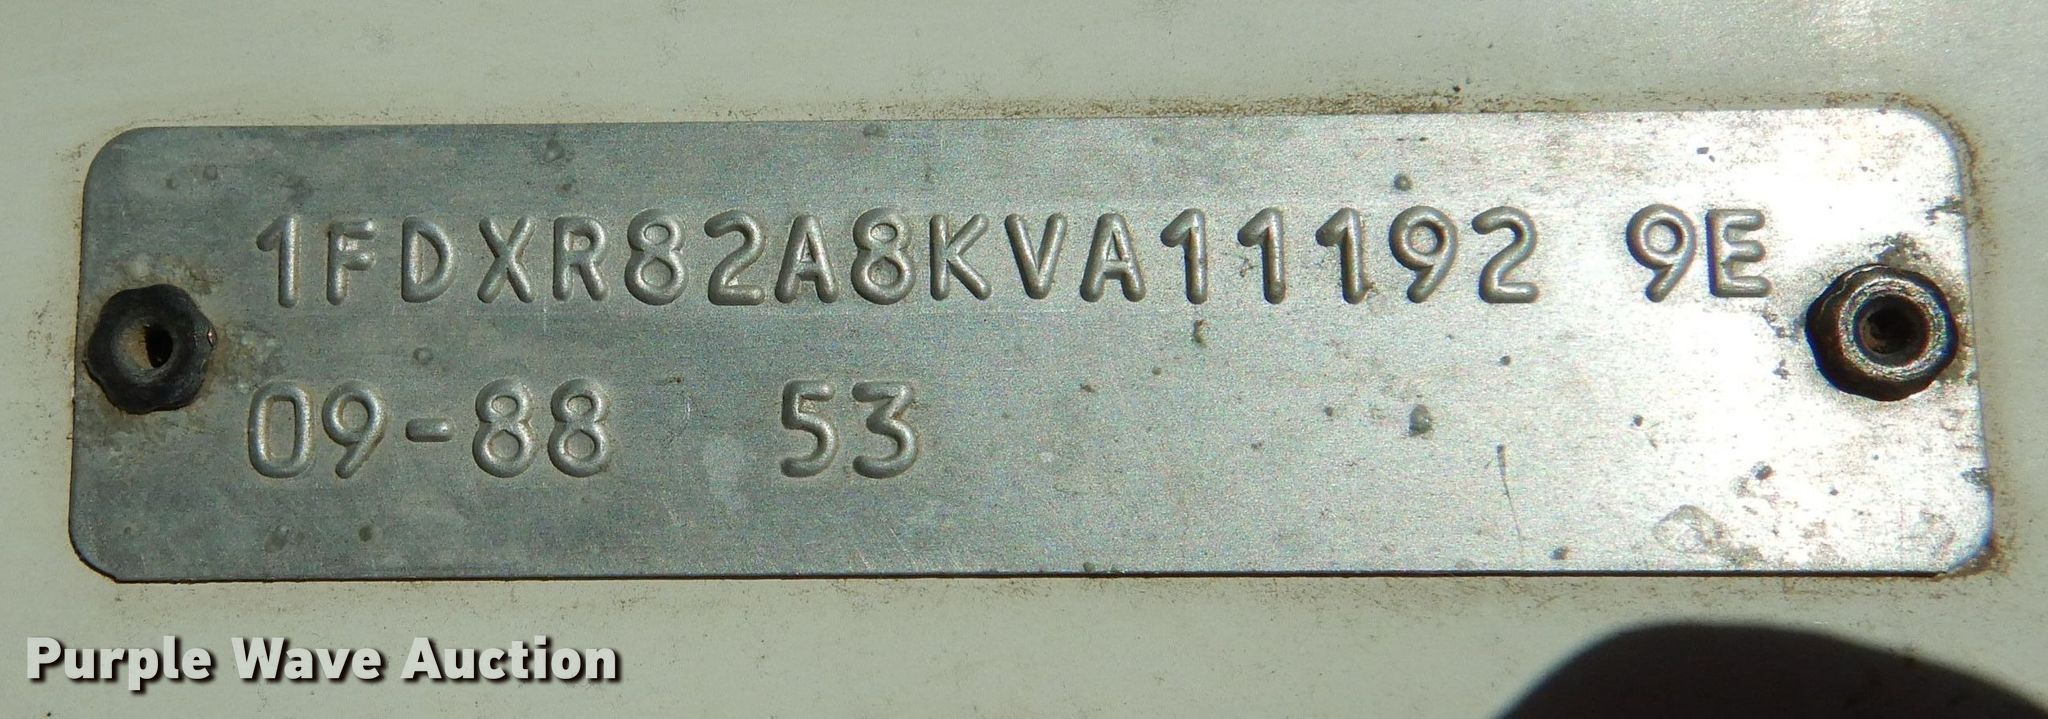 1FDXR82A8KVA11192 9E
09-88 53
Purple Wave Auction